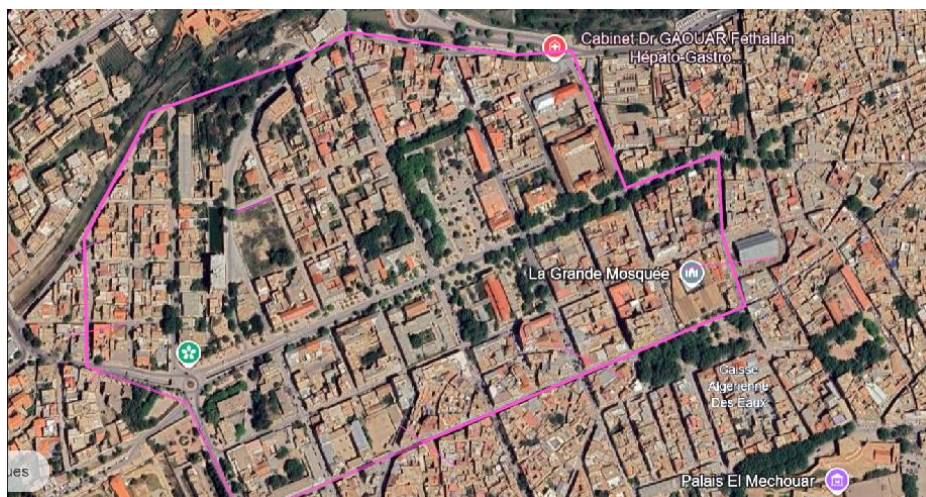 Cabinet Dr GAOUAR Fethallah
Hépato-Gastro...
La Grande Mosquée
Caisse
Algérienne
Des Eaux
ues
Palais El Mechouar